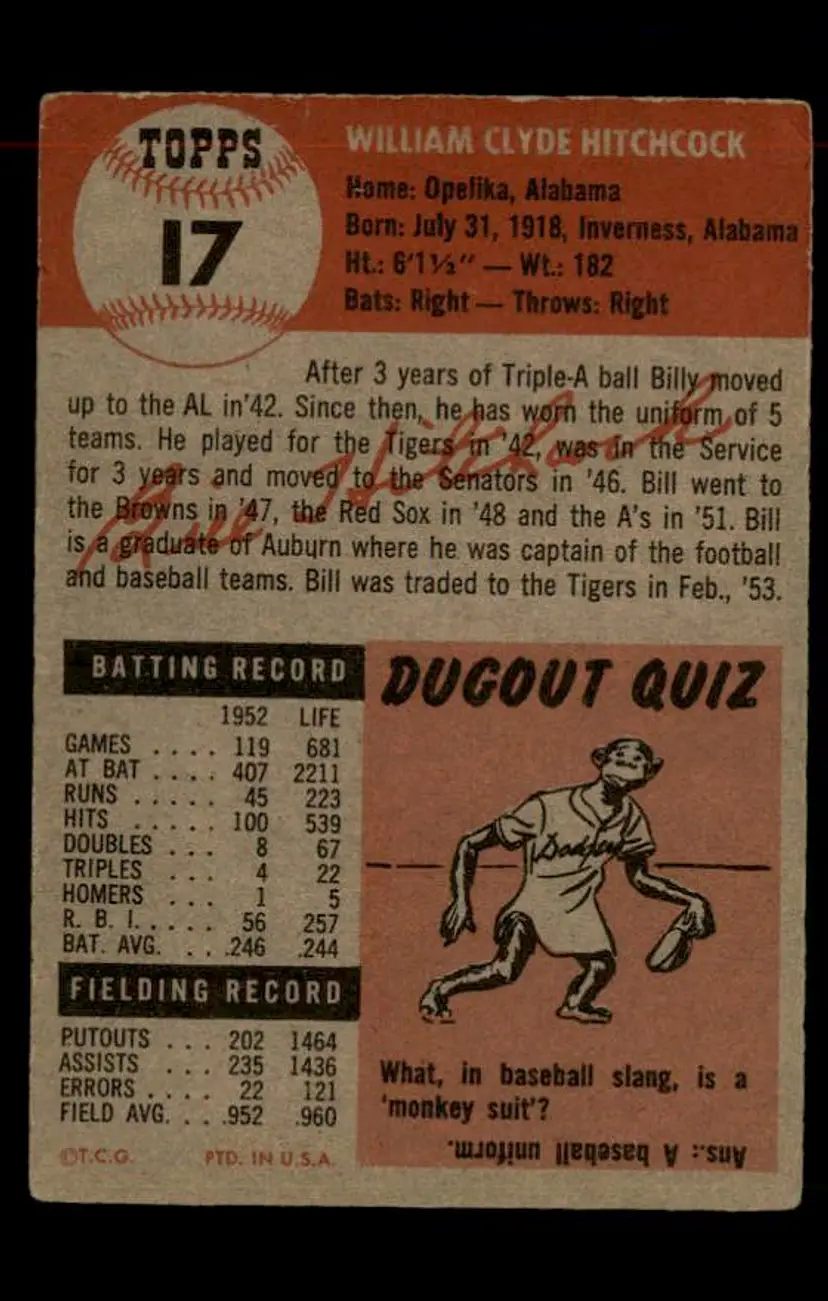 TOPPS
17
WILLIAM CLYDE HITCHCOCK
Home: Opelika, Alabama
Born: July 31, 1918, Inverness, Alabama
Ht.: 6'1½" — Wt.: 182
Bats: Right — Throws: Right
After 3 years of Triple-A ball Billy moved
up to the AL in '42. Since then, he has worn the uniform of 5
teams. He played for the Tigers in '42, was in the Service
for 3 years and moved to the Senators in '46. Bill went to
the Browns in '47, the Red Sox in '48 and the A's in '51. Bill
is a graduate of Auburn where he was captain of the football
and baseball teams. Bill was traded to the Tigers in Feb., '53.
BATTING RECORD
1952 LIFE
GAMES .... 119 681
AT BAT .... 407 2211
RUNS ..... 45 223
HITS ..... 100 539
DOUBLES ... 8 67
TRIPLES ... 4 22
HOMERS ... 1 5
R. B. I. .... 56 257
BAT. AVG. .. .246 .244
FIELDING RECORD
PUTOUTS ... 202 1464
ASSISTS ... 235 1436
ERRORS .... 22 121
FIELD AVG. .. .952 .960
©T.C.G. PTD. IN U.S.A.
DUGOUT QUIZ
Dodgers
What, in baseball slang, is a
'monkey suit'?
Ans.: A baseball uniform.